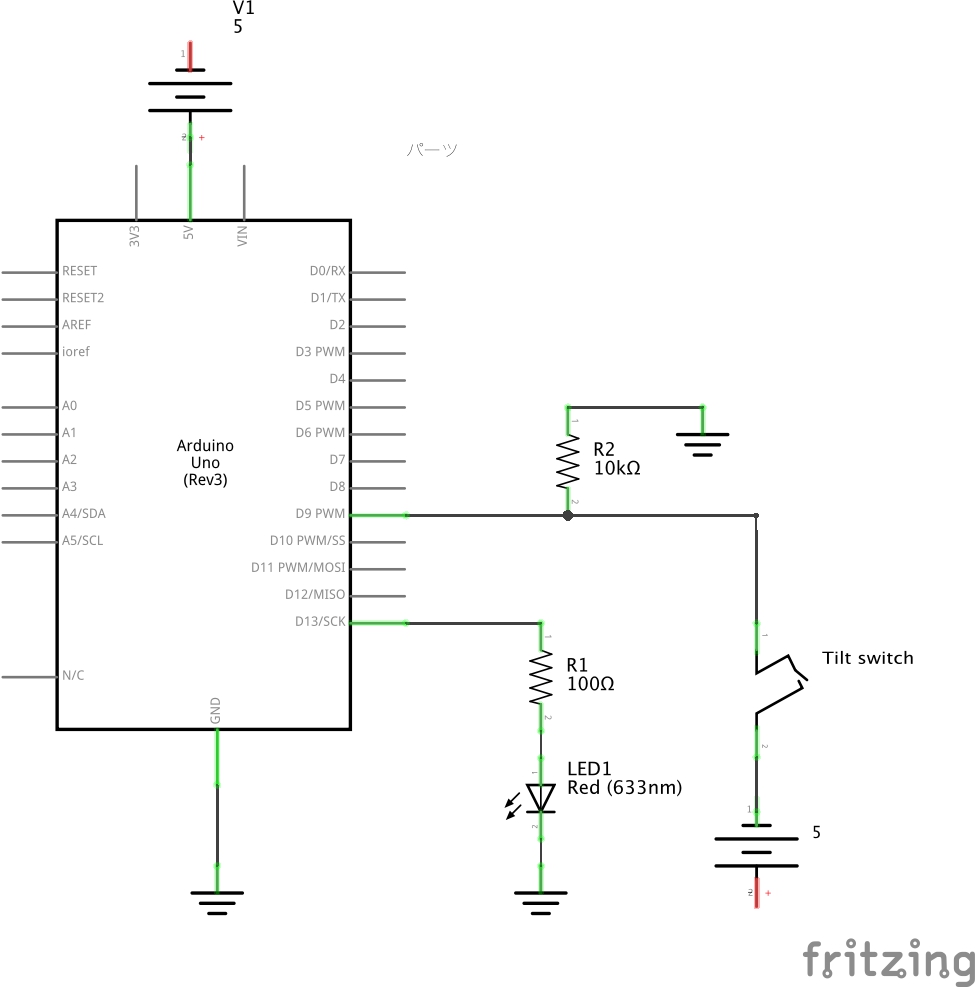 V1
5
1
2 +
パーツ
3V3
5V
VIN
RESET
RESET2
AREF
ioref
A0
A1
A2
A3
A4/SDA
A5/SCL
N/C
Arduino
Uno
(Rev3)
D0/RX
D1/TX
D2
D3 PWM
D4
D5 PWM
D6 PWM
D7
D8
D9 PWM
D10 PWM/SS
D11 PWM/MOSI
D12/MISO
D13/SCK
GND
1
R2
10kΩ
2
1
R1
100Ω
2
1
LED1
Red (633nm)
2
1
Tilt switch
2
1
5
2 +
fritzing